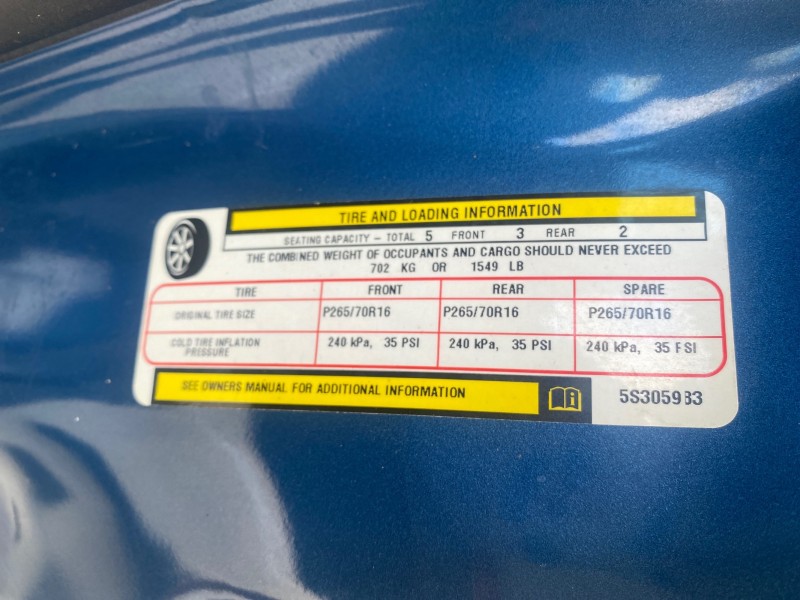 TIRE AND LOADING INFORMATION
SEATING CAPACITY – TOTAL 5 FRONT 3 REAR 2
THE COMBINED WEIGHT OF OCCUPANTS AND CARGO SHOULD NEVER EXCEED
702 KG OR 1549 LB
TIRE FRONT REAR SPARE
ORIGINAL TIRE SIZE P265/70R16 P265/70R16 P265/70R16
COLD TIRE INFLATION PRESSURE 240 kPa, 35 PSI 240 kPa, 35 PSI 240 kPa, 35 PSI
SEE OWNERS MANUAL FOR ADDITIONAL INFORMATION
5S305983